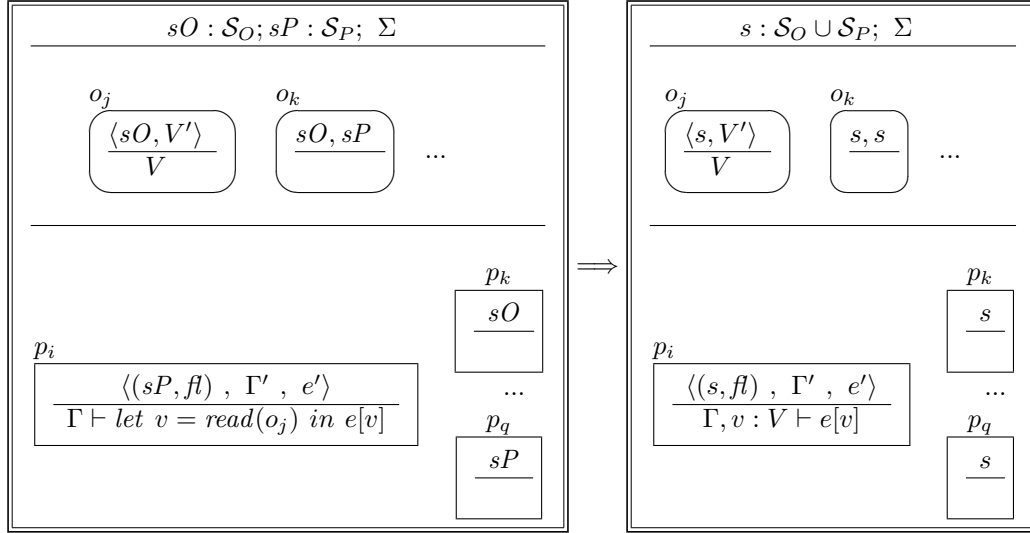 sO : 𝒮_O; sP : 𝒮_P; Σ
o_j
o_k
⟨sO, V′⟩
V
sO, sP
...
p_k
sO
p_i
⟨(sP, fl) , Γ′ , e′⟩
Γ ⊢ let v = read(o_j) in e[v]
...
p_q
sP
⟹
s : 𝒮_O ∪ 𝒮_P; Σ
o_j
o_k
⟨s, V′⟩
V
s, s
...
p_k
s
p_i
⟨(s, fl) , Γ′ , e′⟩
Γ, v : V ⊢ e[v]
...
p_q
s